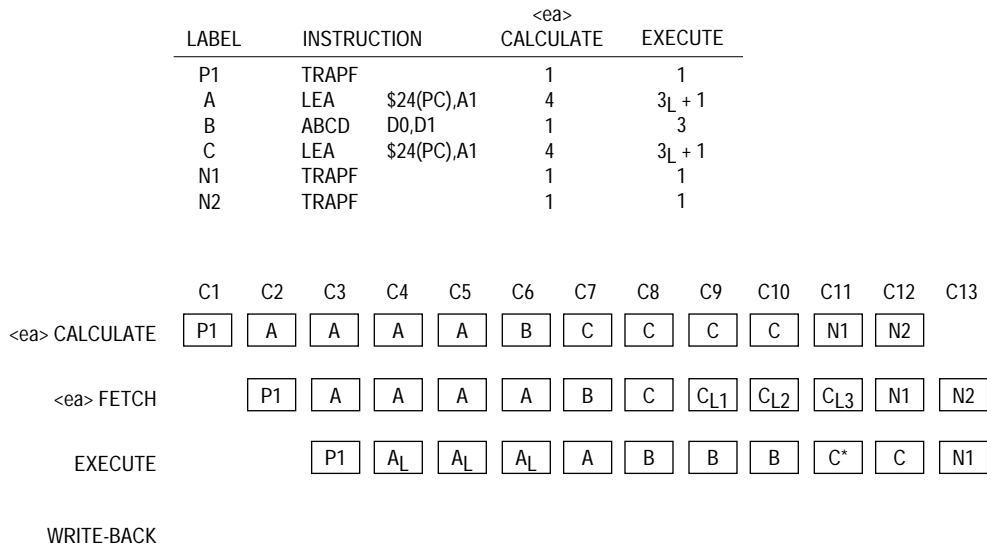 <ea>
LABEL INSTRUCTION CALCULATE EXECUTE
P1 TRAPF 1 1
A LEA $24(PC),A1 4 3L + 1
B ABCD D0,D1 1 3
C LEA $24(PC),A1 4 3L + 1
N1 TRAPF 1 1
N2 TRAPF 1 1
C1 C2 C3 C4 C5 C6 C7 C8 C9 C10 C11 C12 C13
<ea> CALCULATE P1 A A A A B C C C C N1 N2
<ea> FETCH P1 A A A A B C CL1 CL2 CL3 N1 N2
EXECUTE P1 AL AL AL A B B B C* C N1
WRITE-BACK